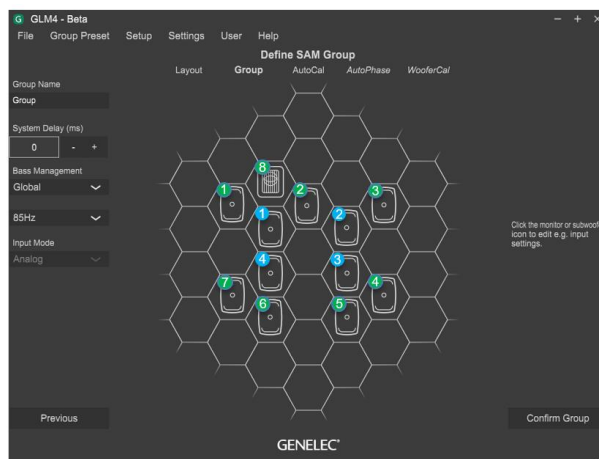 G GLM4 - Beta
File Group Preset Setup Settings User Help
Define SAM Group
Layout Group AutoCal AutoPhase WooferCal
Group Name
Group
System Delay (ms)
0 - +
Bass Management
Global
85Hz
Input Mode
Analog
8
1 2 3
1 2
4 3
7 4
6 5
Click the monitor or subwoof
icon to edit e.g. input
settings.
Previous
Confirm Group
GENELEC®